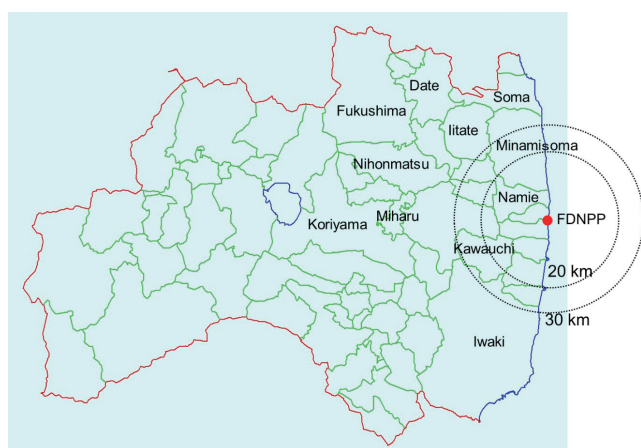 Date
Soma
Fukushima
Iitate
Minamisoma
Nihonmatsu
Namie
Koriyama
Miharu
FDNPP
Kawauchi
20 km
30 km
Iwaki